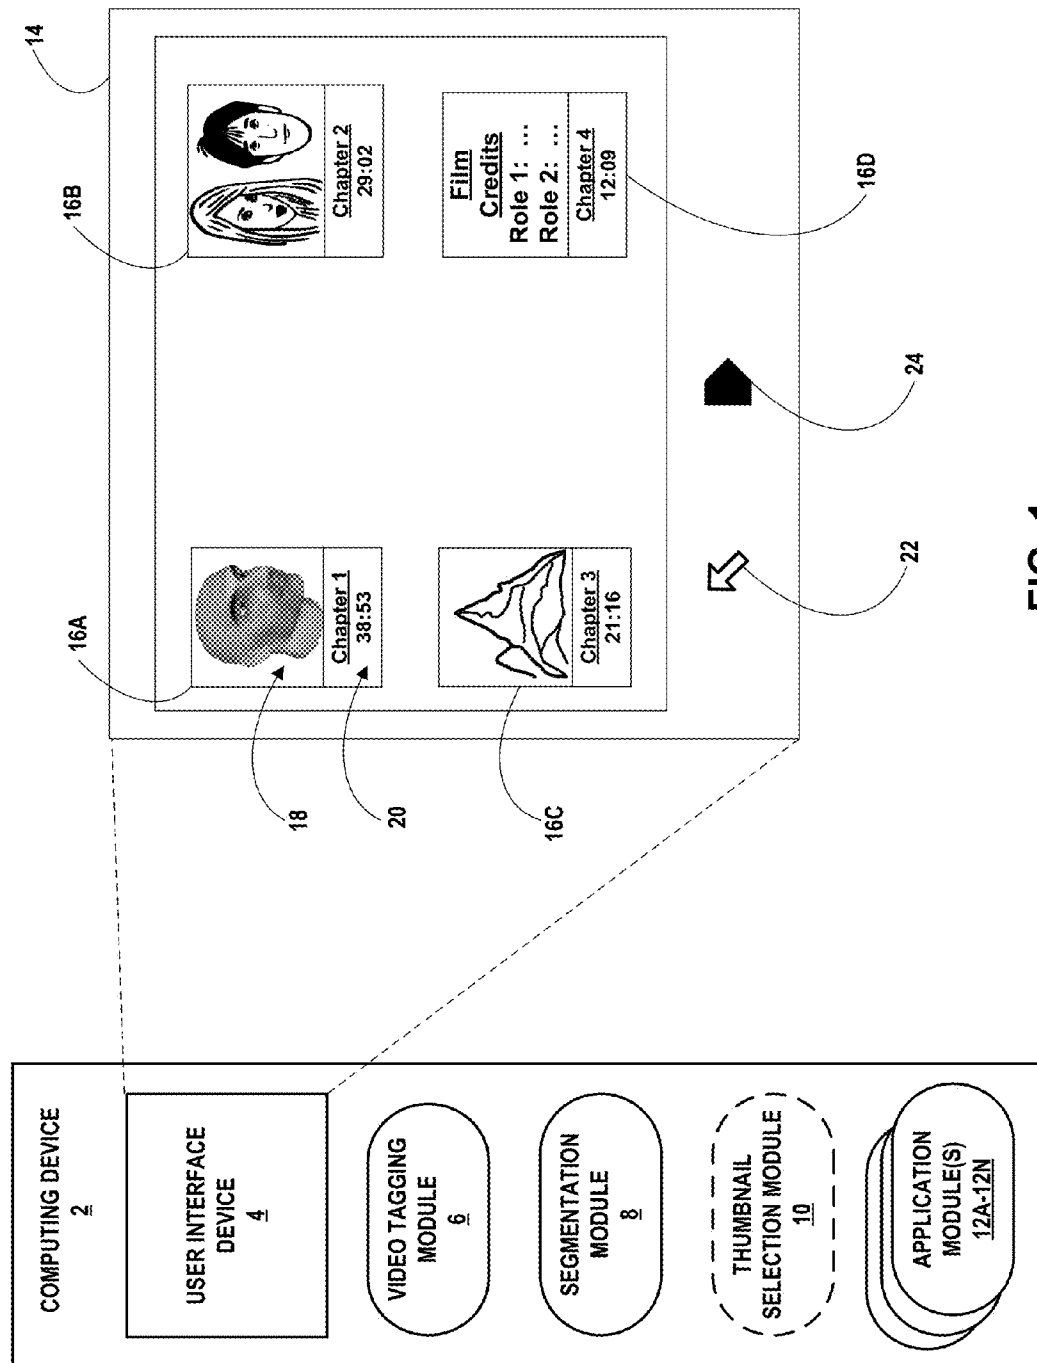 COMPUTING DEVICE
2
USER INTERFACE
DEVICE
4
VIDEO TAGGING
MODULE
6
SEGMENTATION
MODULE
8
THUMBNAIL
SELECTION MODULE
10
APPLICATION
MODULE(S)
12A-12N
14
16A
16B
Chapter 1
38:53
Chapter 2
29:02
18
20
16C
Chapter 3
21:16
Film
Credits
Role 1: ...
Role 2: ...
Chapter 4
12:09
16D
22
24